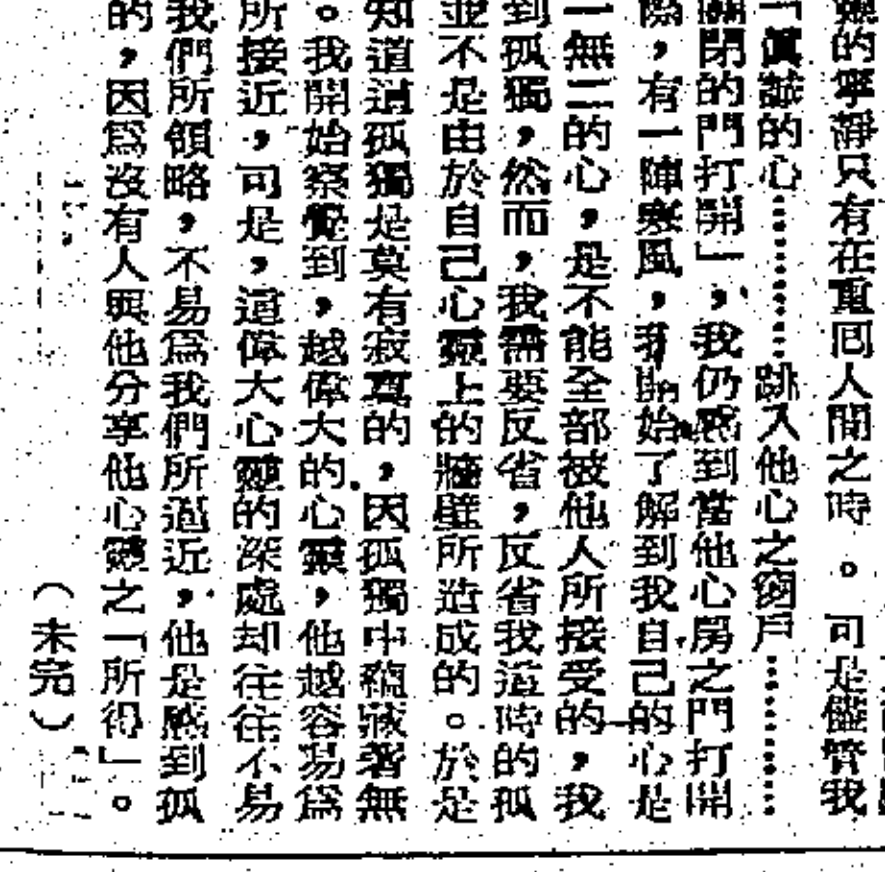 的寧靜只有在重回人間之時。可是儘管我
「眞誠的心…………跳入他心之窗戶…………
關閉的門打開」，我仍感到當他心房之門打開
際，有一陣寒風，我開始了解到我自己的心是
一無二的心，是不能全部被他人所接受的，我
到孤獨，然而，我需要反省，反省我這時的孤
並不是由於自己心靈上的牆壁所造成的。於是
知道這孤獨是莫有寂寞的，因孤獨中蘊藏著無
。我開始察覺到，越偉大的心靈，他越容易爲
所接近，可是，這偉大心靈的深處却往往不易
我們所領略，不易爲我們所逼近，他是感到孤
的，因爲沒有人與他分享他心靈之「所得」。
（未完）